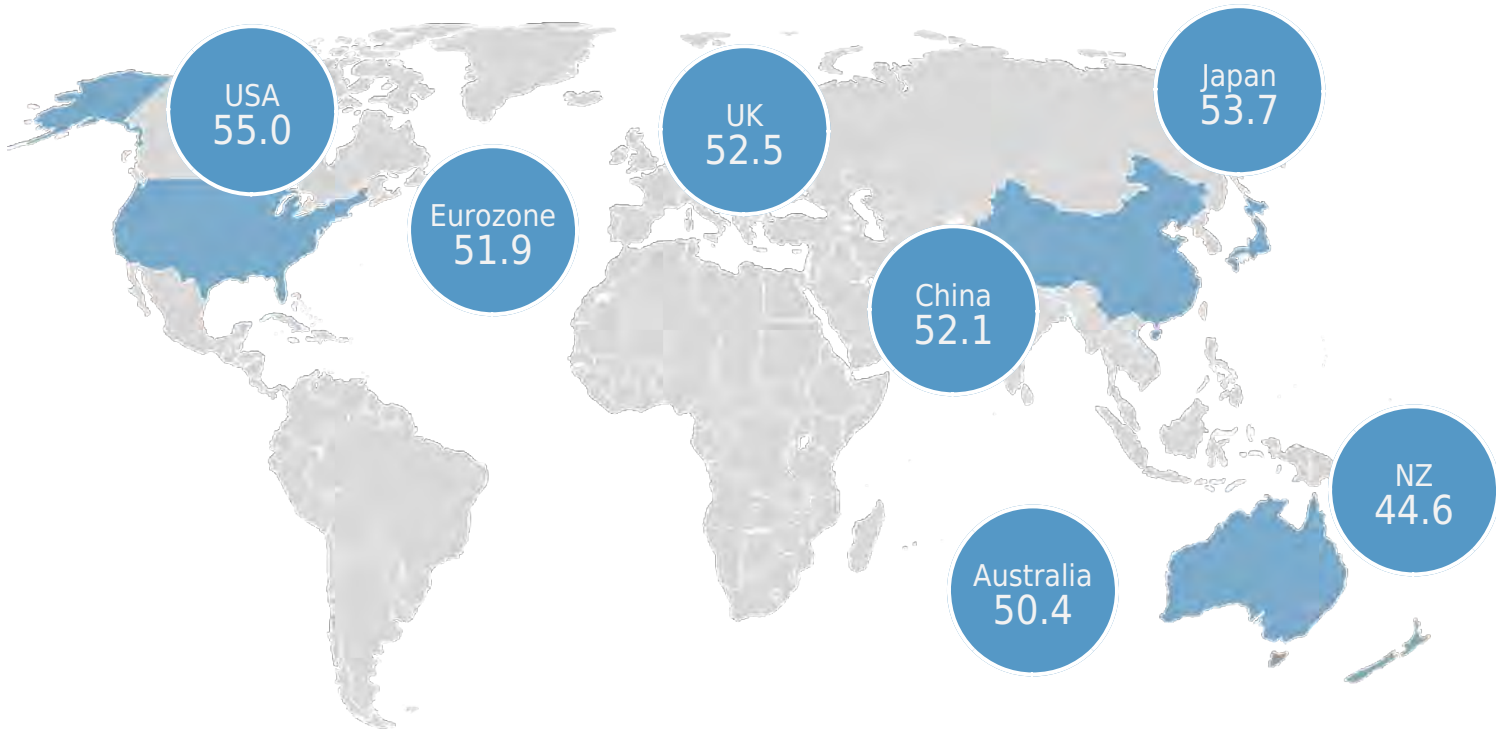 USA
55.0
UK
52.5
Japan
53.7
Eurozone
51.9
China
52.1
NZ
44.6
Australia
50.4